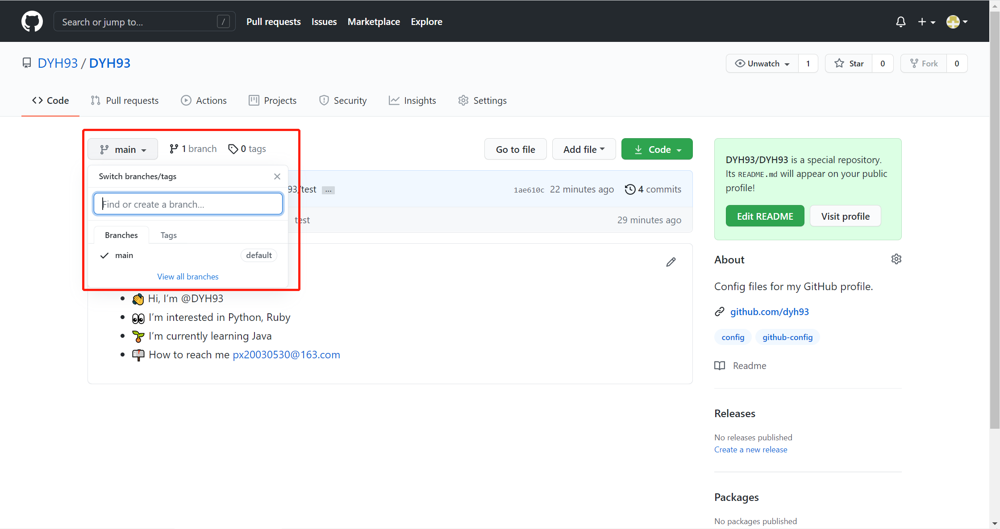 Search or jump to... /
Pull requests Issues Marketplace Explore
DYH93 / DYH93
Unwatch 1 Star 0 Fork 0
Code Pull requests Actions Projects Security Insights Settings
main 1 branch 0 tags
Go to file Add file Code
Switch branches/tags
Find or create a branch...
Branches Tags
main default
View all branches
93/test ... 1ae610c 22 minutes ago 4 commits
test 29 minutes ago
Hi, I’m @DYH93
I’m interested in Python, Ruby
I’m currently learning Java
How to reach me px20030530@163.com
DYH93/DYH93 is a special repository.
Its README.md will appear on your public
profile!
Edit README Visit profile
About
Config files for my GitHub profile.
github.com/dyh93
config github-config
Readme
Releases
No releases published
Create a new release
Packages
No packages published